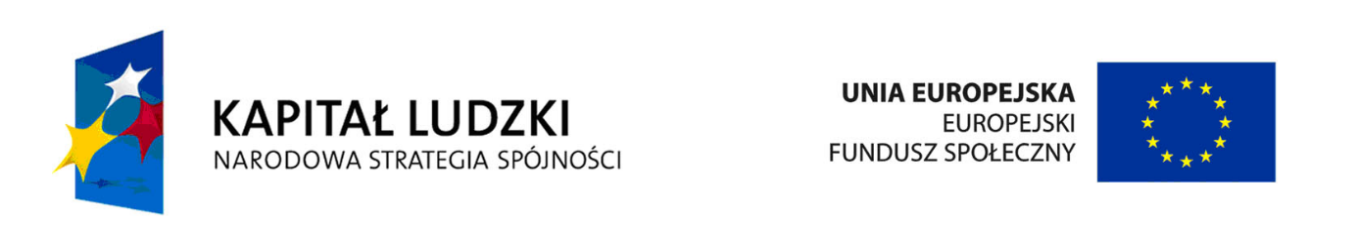 KAPITAŁ LUDZKI
NARODOWA STRATEGIA SPÓJNOŚCI
UNIA EUROPEJSKA
EUROPEJSKI
FUNDUSZ SPOŁECZNY